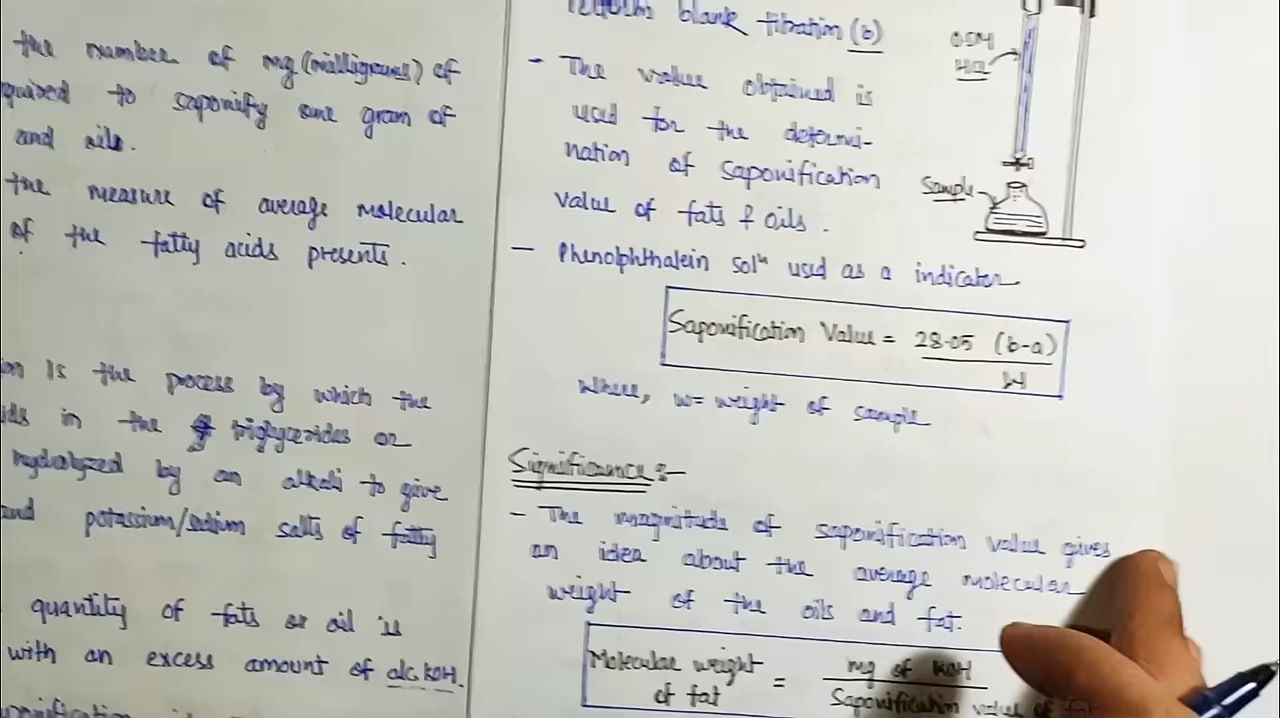 the number of mg (milligrams) of
quired to saponify one gram of
and oils.
the measure of average molecular
of the fatty acids presents.
on is the process by which the
ids in the triglycerides or
hydrolyzed by an alkali to give
and potassium/sodium salts of fatty
quantity of fats or oil is
with an excess amount of alc KOH.
blank titration (b)
- The value obtained is
used for the determi-
nation of saponification
value of fats & oils.
- Phenolphthalein solⁿ used as a indicator
0.5M
HCl
Sample
Saponification Value = 28.05 (b-a)
W
where, w= weight of sample
Significance:-
- The magnitude of saponification value gives
an idea about the average molecular
weight of the oils and fat.
Molecular weight
of fat
=
mg of KOH
Saponification value of